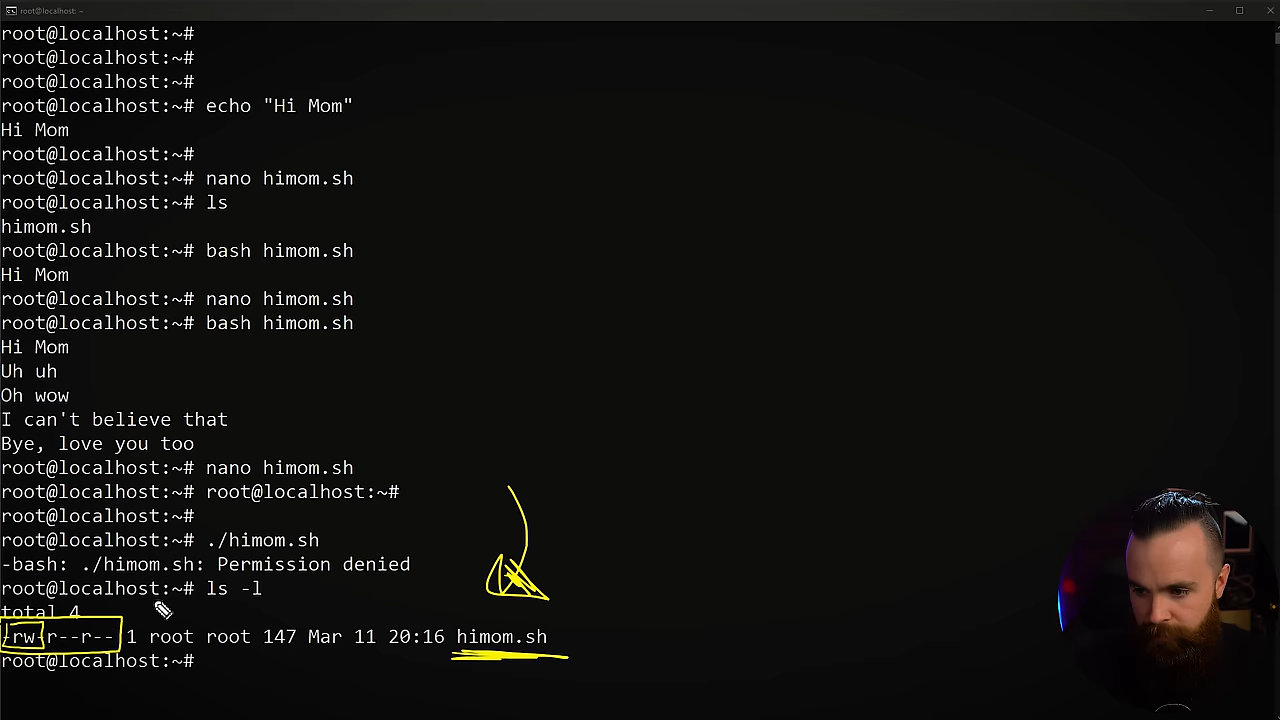 root@localhost: ~
root@localhost:~#
root@localhost:~#
root@localhost:~#
root@localhost:~# echo "Hi Mom"
Hi Mom
root@localhost:~#
root@localhost:~# nano himom.sh
root@localhost:~# ls
himom.sh
root@localhost:~# bash himom.sh
Hi Mom
root@localhost:~# nano himom.sh
root@localhost:~# bash himom.sh
Hi Mom
Uh uh
Oh wow
I can't believe that
Bye, love you too
root@localhost:~# nano himom.sh
root@localhost:~# root@localhost:~#
root@localhost:~#
root@localhost:~# ./himom.sh
-bash: ./himom.sh: Permission denied
root@localhost:~# ls -l
total 4
-rw-r--r-- 1 root root 147 Mar 11 20:16 himom.sh
root@localhost:~#